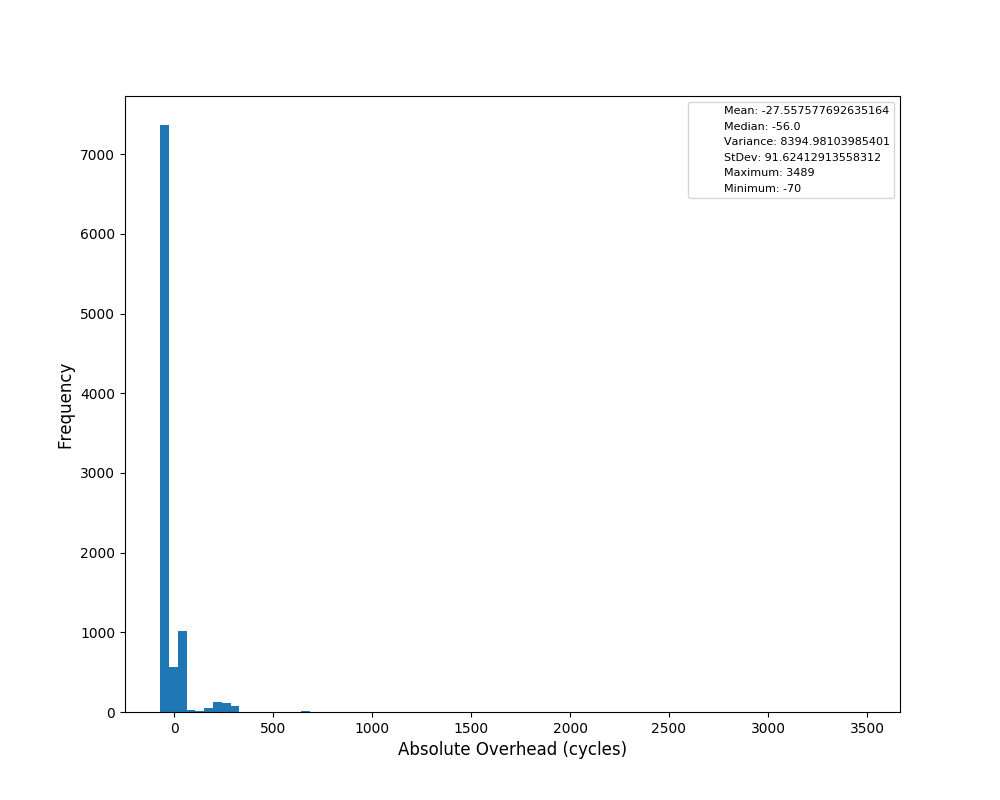 Mean: -27.557577692635164
Median: -56.0
Variance: 8394.98103985401
StDev: 91.62412913558312
Maximum: 3489
Minimum: -70
7000
6000
5000
4000
3000
2000
1000
0
Frequency
0 500 1000 1500 2000 2500 3000 3500
Absolute Overhead (cycles)